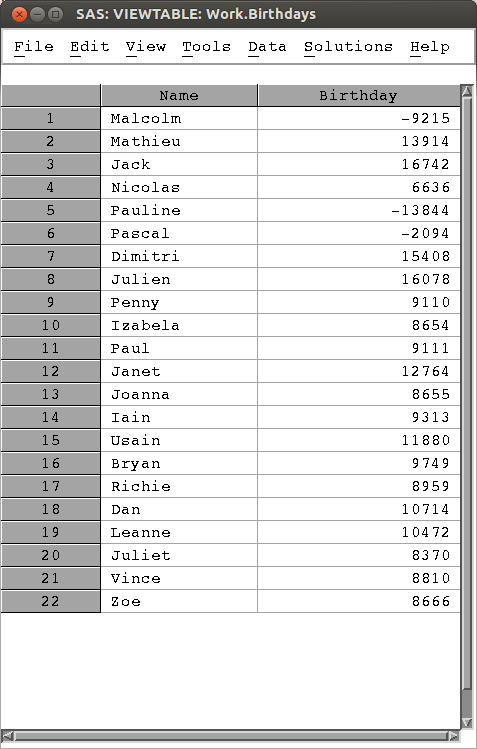 SAS: VIEWTABLE: Work.Birthdays
File Edit View Tools Data Solutions Help
Name Birthday
1 Malcolm -9215
2 Mathieu 13914
3 Jack 16742
4 Nicolas 6636
5 Pauline -13844
6 Pascal -2094
7 Dimitri 15408
8 Julien 16078
9 Penny 9110
10 Izabela 8654
11 Paul 9111
12 Janet 12764
13 Joanna 8655
14 Iain 9313
15 Usain 11880
16 Bryan 9749
17 Richie 8959
18 Dan 10714
19 Leanne 10472
20 Juliet 8370
21 Vince 8810
22 Zoe 8666